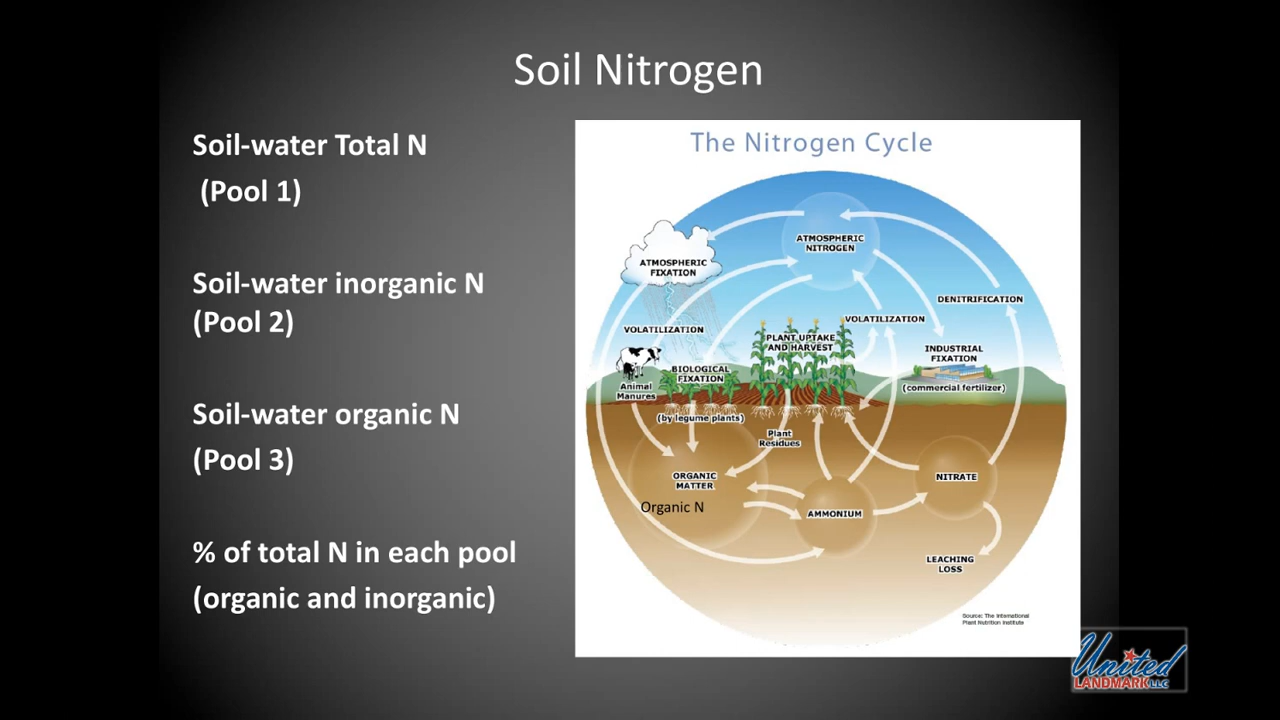 Soil Nitrogen
Soil-water Total N
(Pool 1)
Soil-water inorganic N
(Pool 2)
Soil-water organic N
(Pool 3)
% of total N in each pool
(organic and inorganic)
The Nitrogen Cycle
ATMOSPHERIC
NITROGEN
ATMOSPHERIC
FIXATION
DENITRIFICATION
VOLATILIZATION
VOLATILIZATION
PLANT UPTAKE
AND HARVEST
INDUSTRIAL
FIXATION
(commercial fertilizer)
BIOLOGICAL
FIXATION
Animal
Manures
(by legume plants)
Plant
Residues
ORGANIC
MATTER
Organic N
AMMONIUM
NITRATE
LEACHING
LOSS
Source: The International
Plant Nutrition Institute
United
LANDMARK LLC